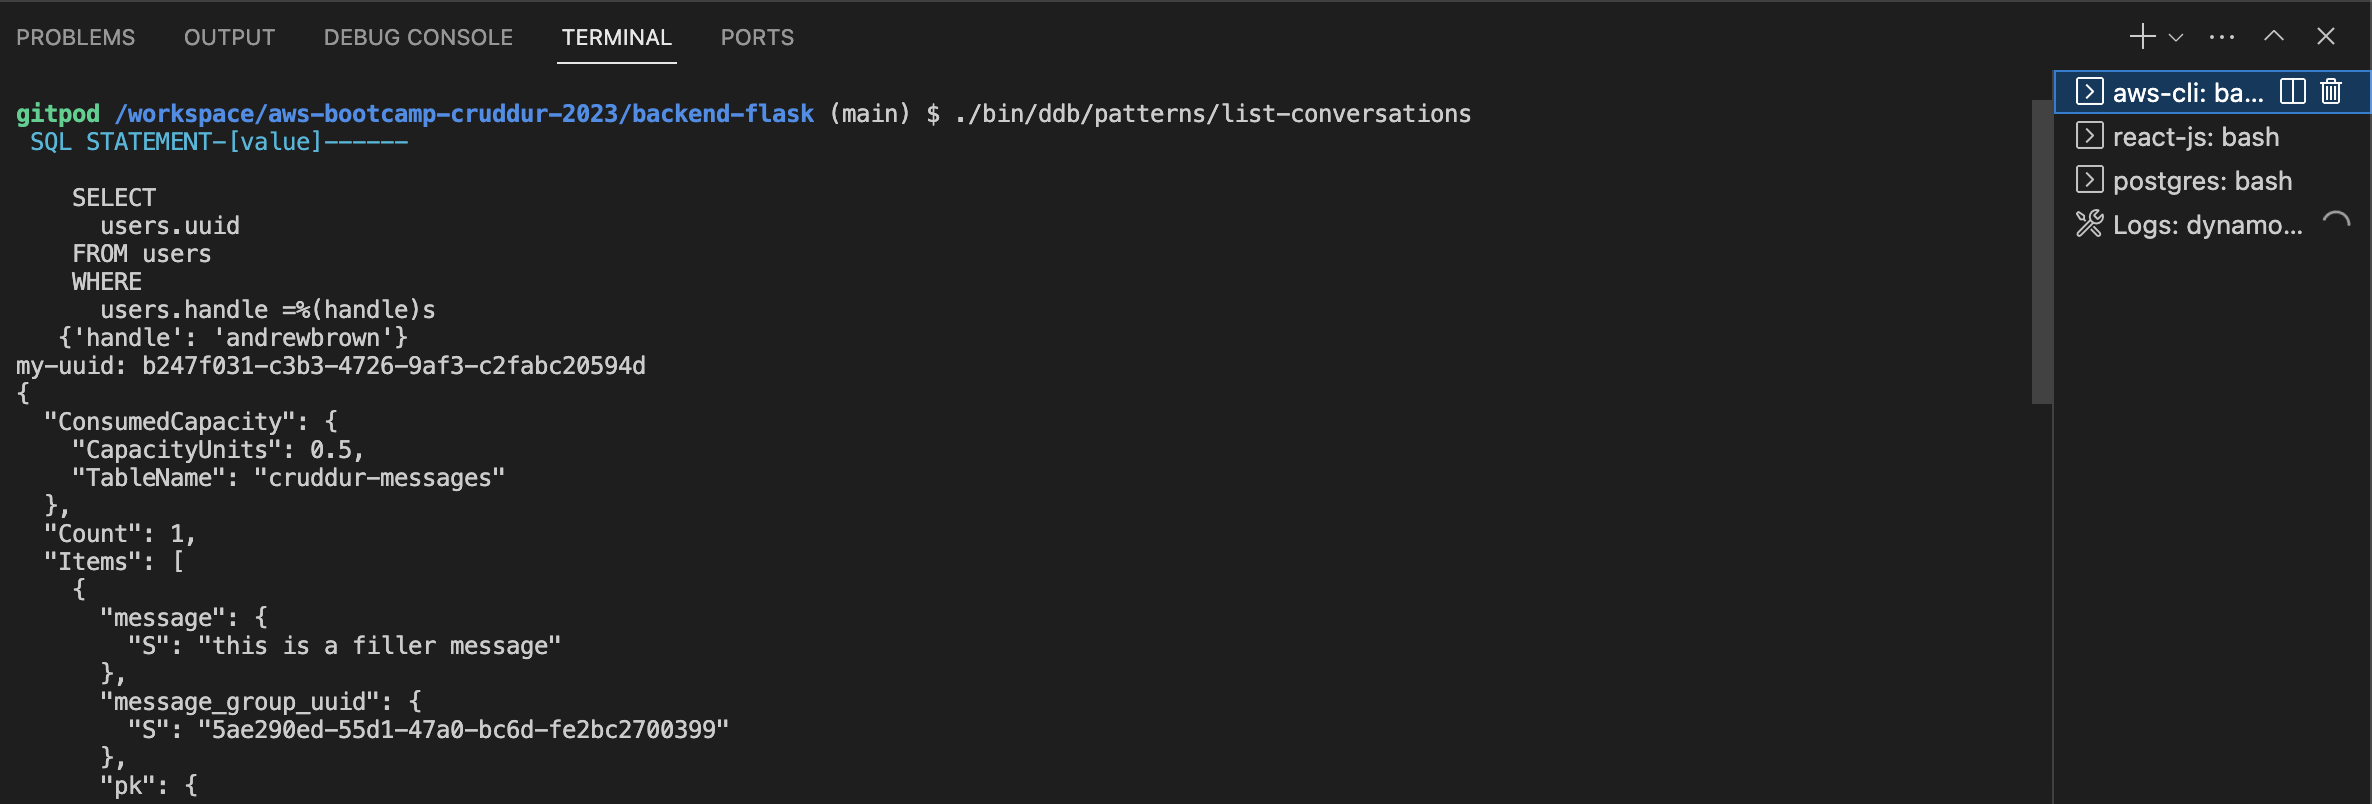 PROBLEMS OUTPUT DEBUG CONSOLE TERMINAL PORTS
gitpod /workspace/aws-bootcamp-cruddur-2023/backend-flask (main) $ ./bin/ddb/patterns/list-conversations
 SQL STATEMENT-[value]------
    SELECT
      users.uuid
    FROM users
    WHERE
      users.handle =%(handle)s
   {'handle': 'andrewbrown'}
my-uuid: b247f031-c3b3-4726-9af3-c2fabc20594d
{
  "ConsumedCapacity": {
    "CapacityUnits": 0.5,
    "TableName": "cruddur-messages"
  },
  "Count": 1,
  "Items": [
    {
      "message": {
        "S": "this is a filler message"
      },
      "message_group_uuid": {
        "S": "5ae290ed-55d1-47a0-bc6d-fe2bc2700399"
      },
      "pk": {
aws-cli: ba...
react-js: bash
postgres: bash
Logs: dynamo...